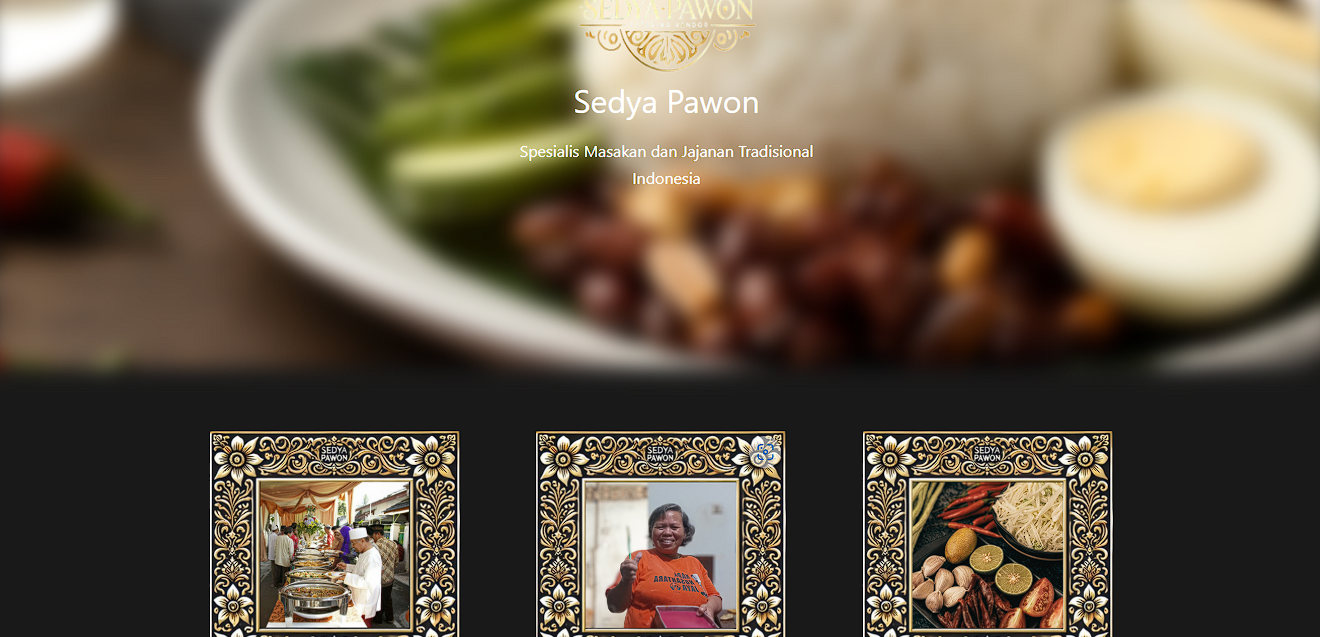 SEDYA PAWON
Sedya Pawon
Spesialis Masakan dan Jajanan Tradisional
Indonesia
SEDYA
PAWON
SEDYA
PAWON
SEDYA
PAWON